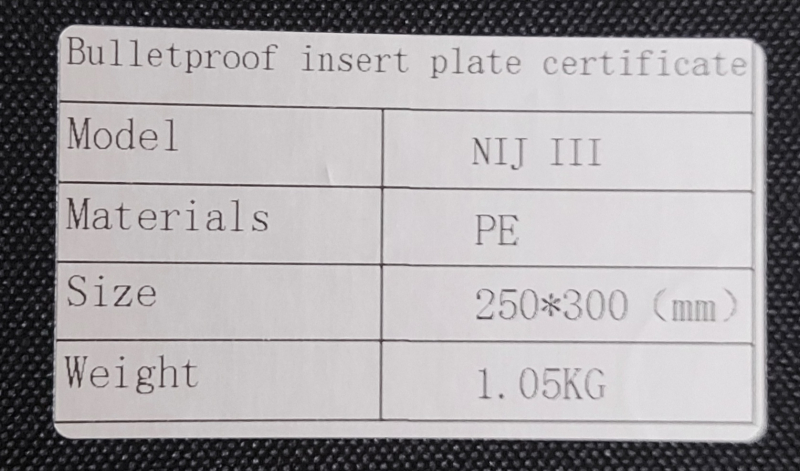 Bulletproof insert plate certificate
Model NIJ III
Materials PE
Size 250*300 (mm)
Weight 1.05KG